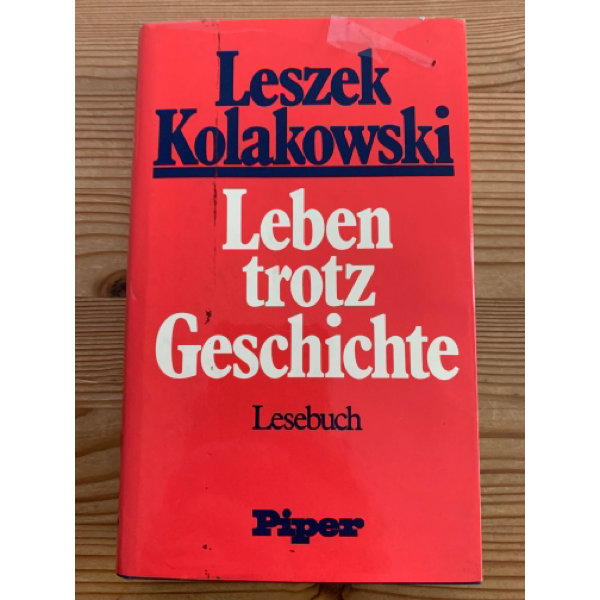 Leszek
Kolakowski
Leben
trotz
Geschichte
Lesebuch
Piper